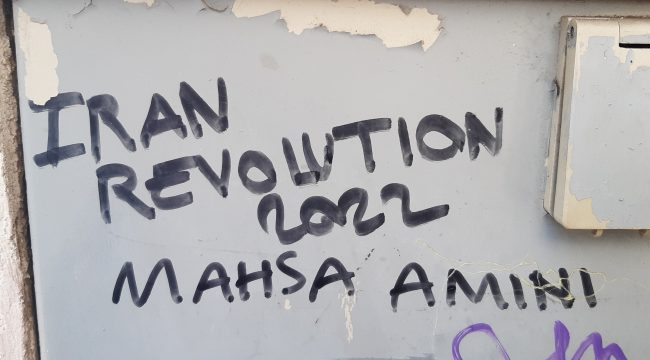 IRAN
REVOLUTION
2022
MAHSA AMINI